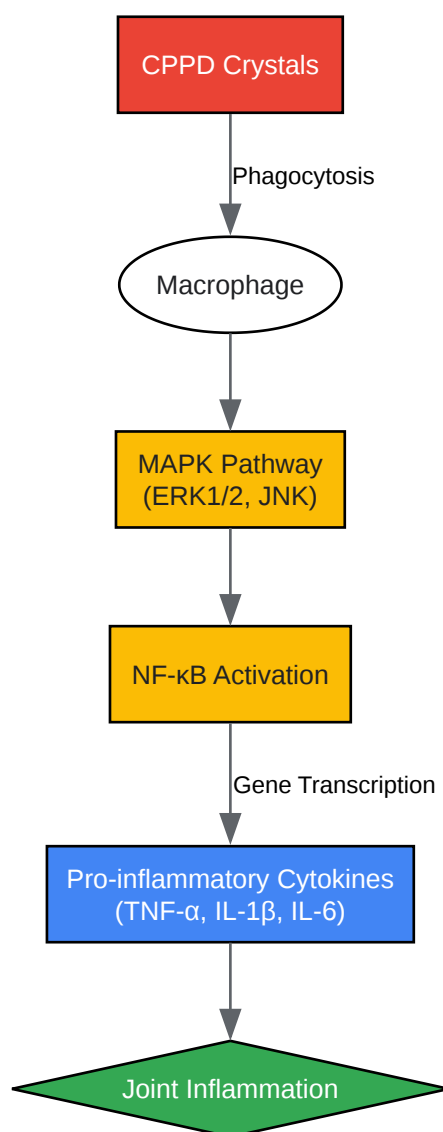 CPPD Crystals
Phagocytosis
Macrophage
MAPK Pathway
(ERK1/2, JNK)
NF-κB Activation
Gene Transcription
Pro-inflammatory Cytokines
(TNF-α, IL-1β, IL-6)
Joint Inflammation